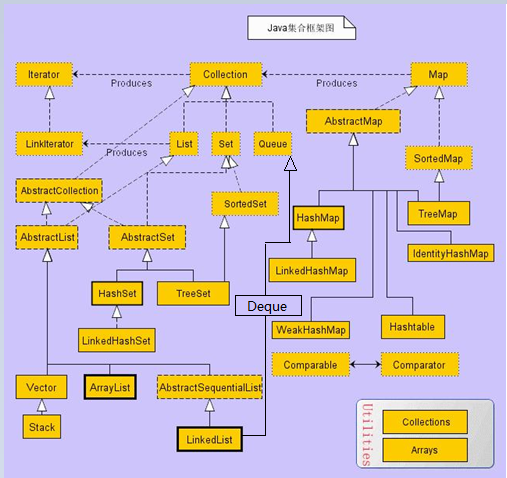 Java集合框架图
Iterator
Collection
Map
Produces
Produces
AbstractMap
LinkIterator
List
Set
Queue
Produces
SortedMap
AbstractCollection
SortedSet
HashMap
TreeMap
AbstractList
AbstractSet
IdentityHashMap
LinkedHashMap
HashSet
TreeSet
Deque
WeakHashMap
Hashtable
LinkedHashSet
Comparable
Comparator
Vector
ArrayList
AbstractSequentialList
Stack
LinkedList
Utilities
Collections
Arrays